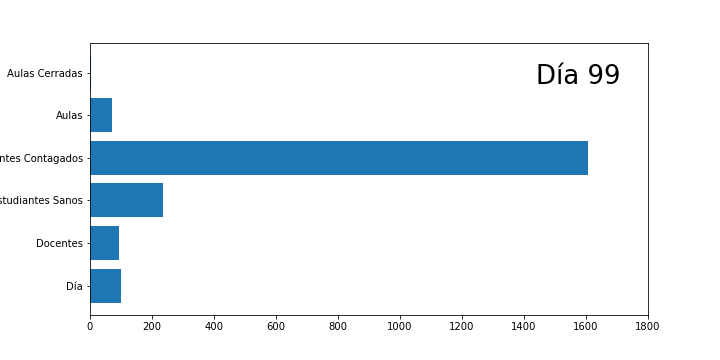 Día 99
Aulas Cerradas
Aulas
ntes Contagados
studiantes Sanos
Docentes
Día
0 200 400 600 800 1000 1200 1400 1600 1800